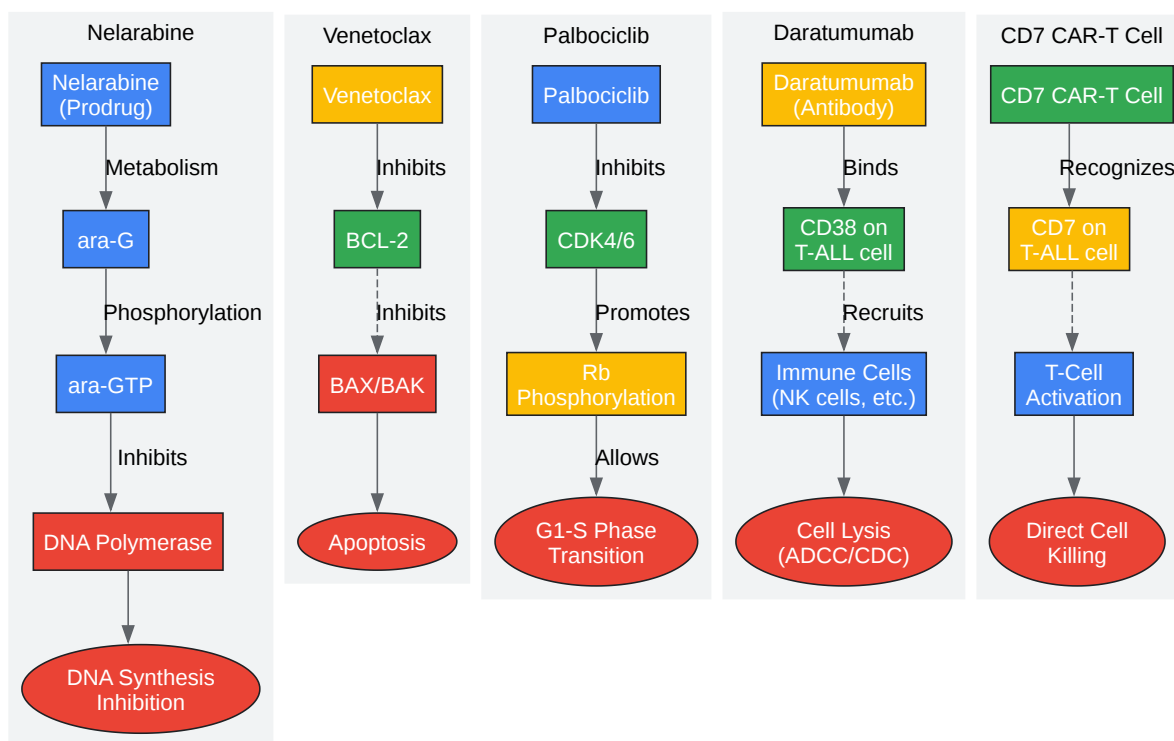 Nelarabine
Nelarabine
(Prodrug)
Metabolism
ara-G
Phosphorylation
ara-GTP
Inhibits
DNA Polymerase
DNA Synthesis
Inhibition
Venetoclax
Venetoclax
Inhibits
BCL-2
Inhibits
BAX/BAK
Apoptosis
Palbociclib
Palbociclib
Inhibits
CDK4/6
Promotes
Rb
Phosphorylation
Allows
G1-S Phase
Transition
Daratumumab
Daratumumab
(Antibody)
Binds
CD38 on
T-ALL cell
Recruits
Immune Cells
(NK cells, etc.)
Cell Lysis
(ADCC/CDC)
CD7 CAR-T Cell
CD7 CAR-T Cell
Recognizes
CD7 on
T-ALL cell
T-Cell
Activation
Direct Cell
Killing